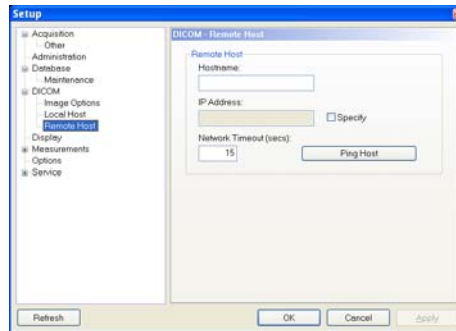 Setup
Acquisition
Other
Administration
Database
Maintenance
DICOM
Image Options
Local Host
Remote Host
Display
Measurements
Options
Service
DICOM - Remote Host
Remote Host
Hostname:
IP Address:
Specify
Network Timeout (secs):
15
Ping Host
Refresh
OK
Cancel
Apply